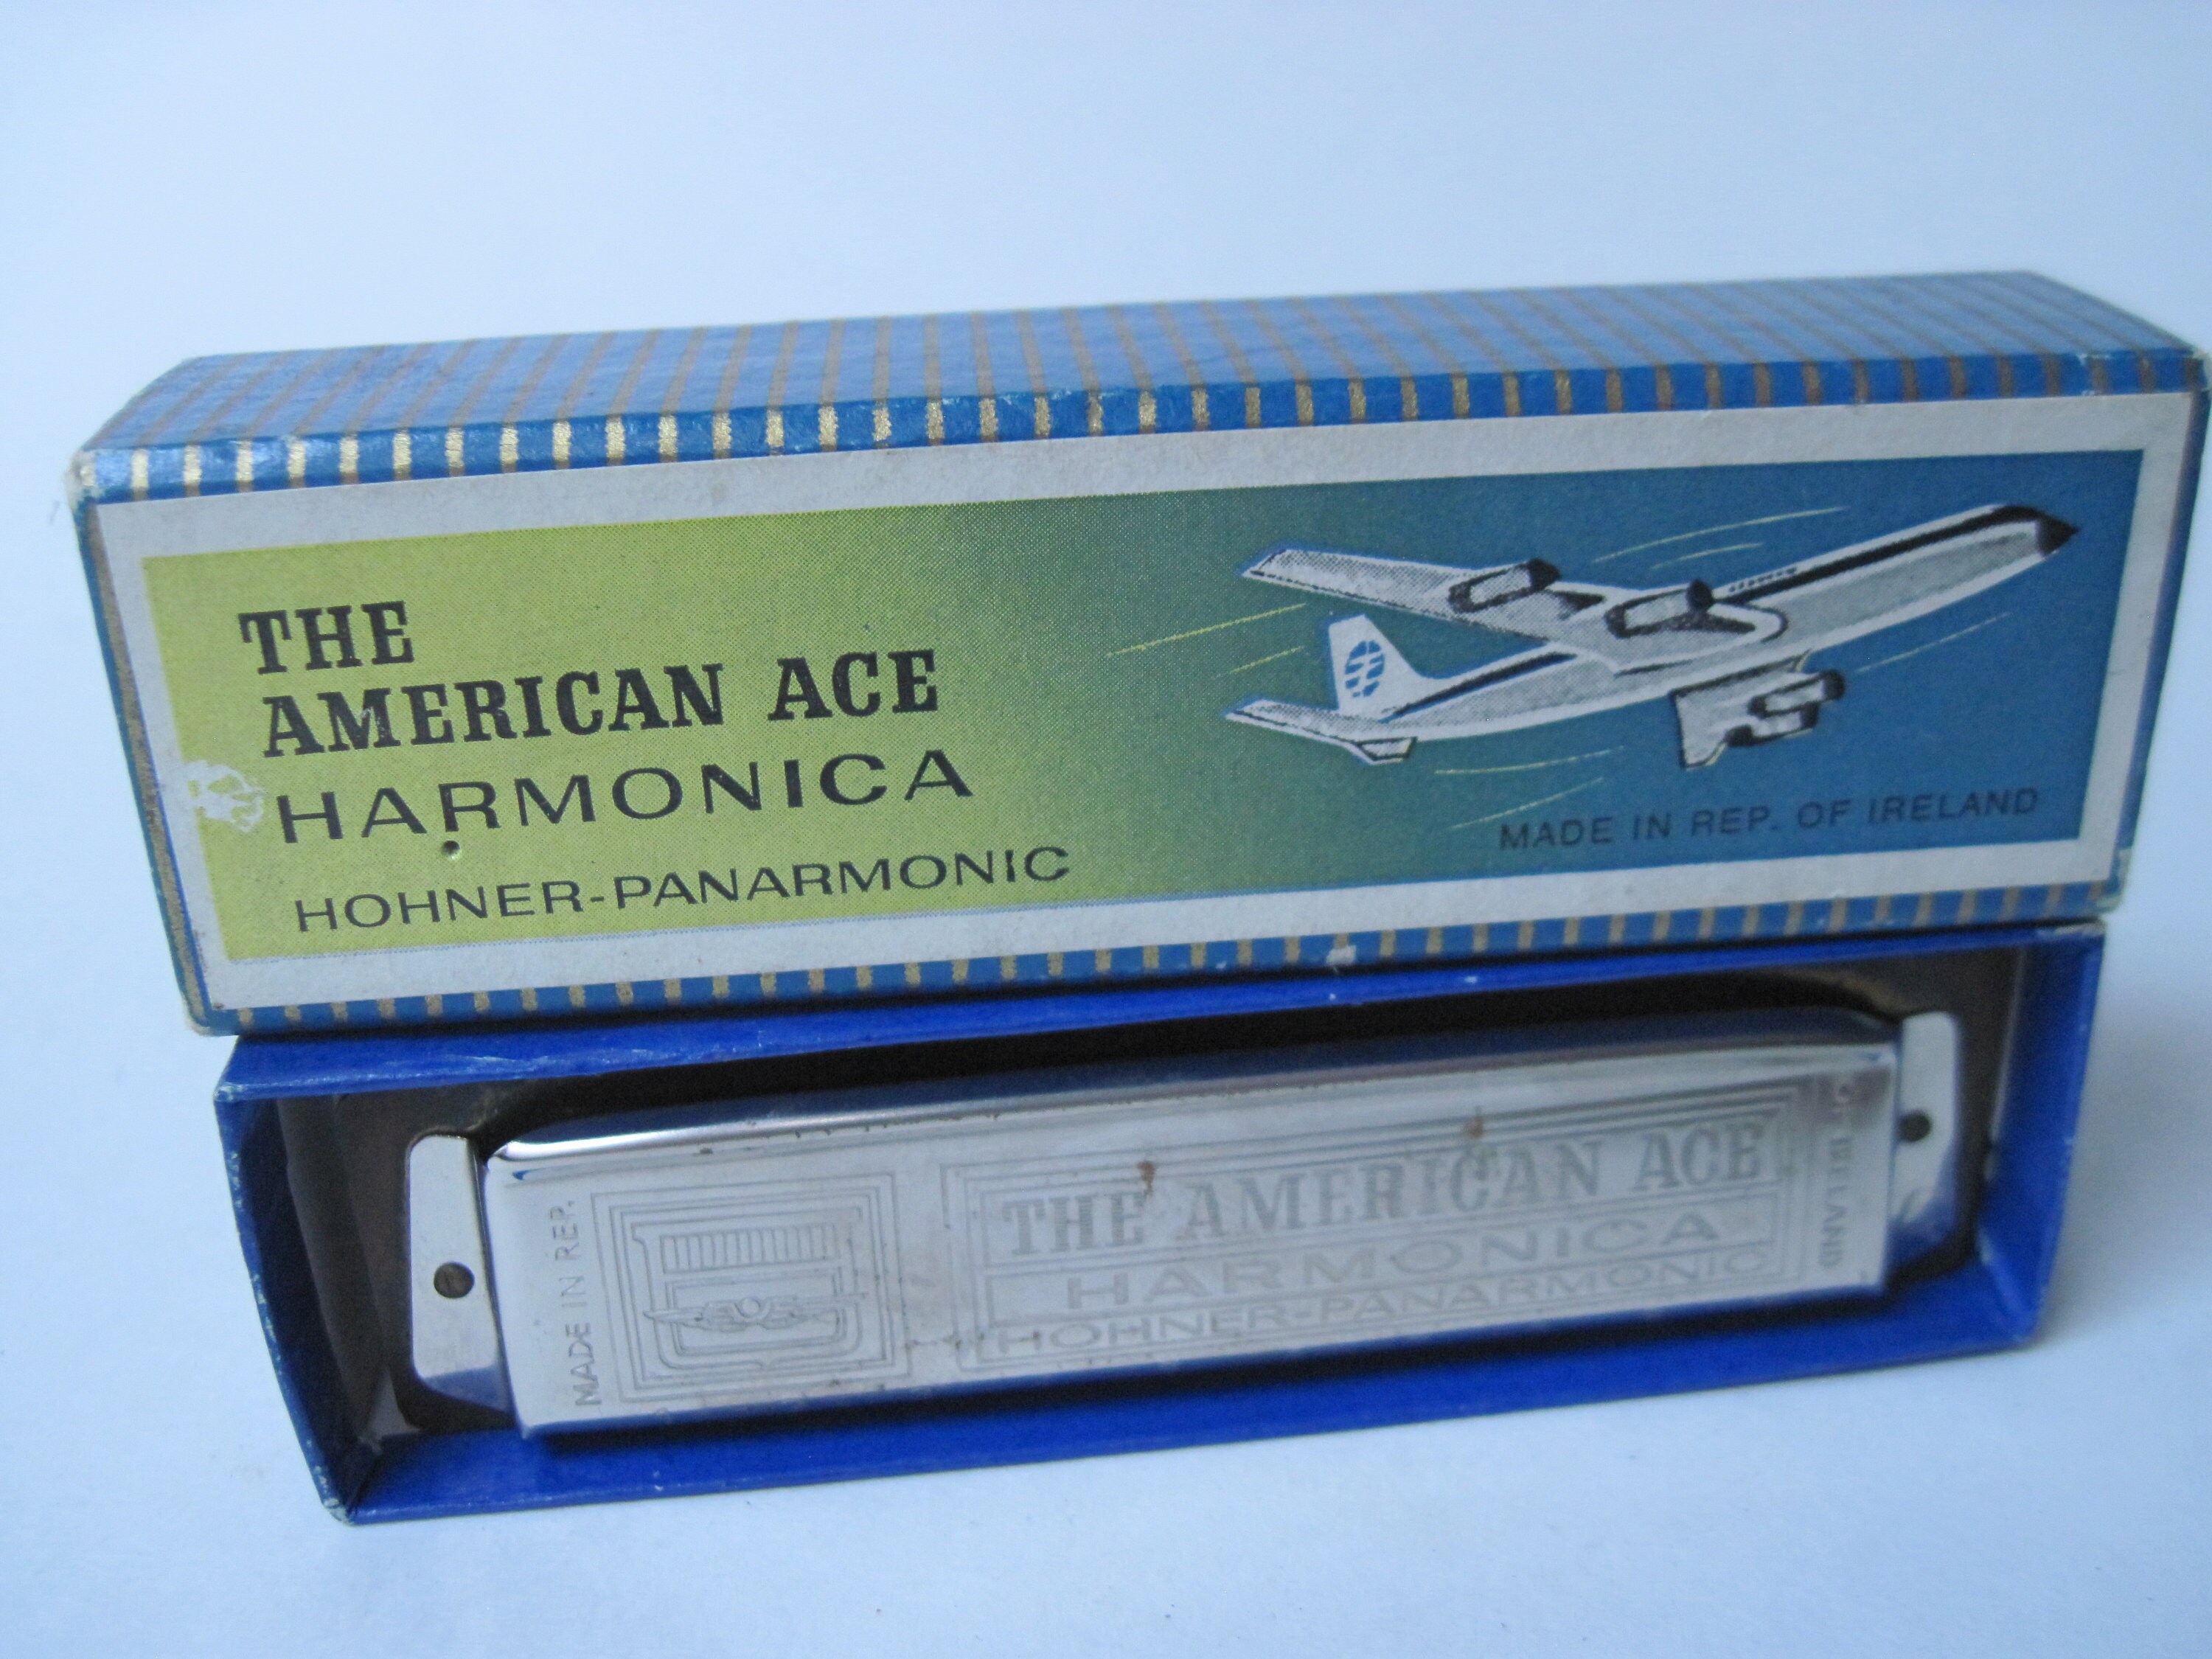 THE
AMERICAN ACE
HARMONICA
HOHNER-PANARMONIC
MADE IN REP. OF IRELAND
MADE IN REP.
THE AMERICAN ACE
HARMONICA
HOHNER-PANARMONIC
OF IRELAND